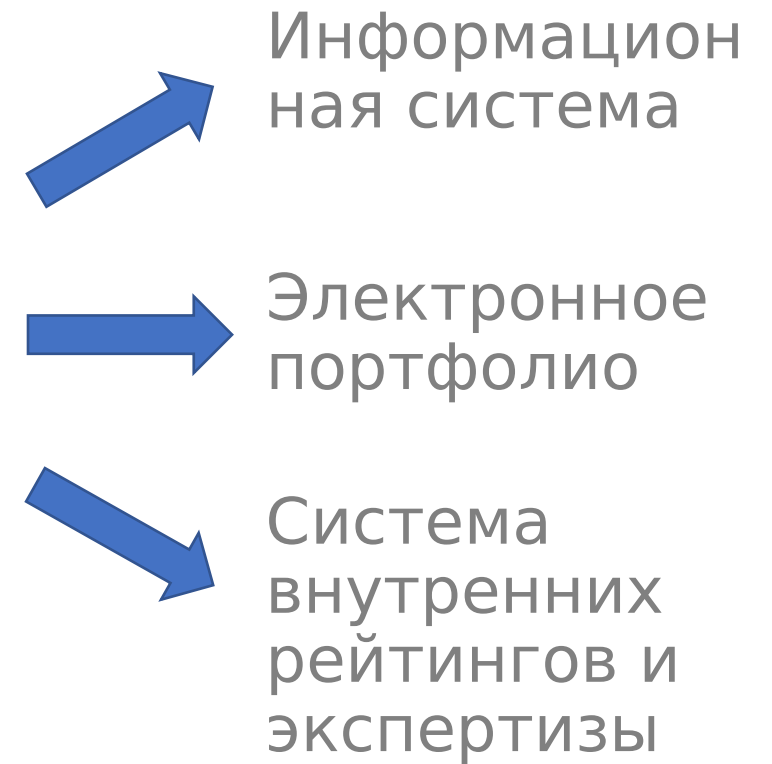 Информацион
ная система
Электронное
портфолио
Система
внутренних
рейтингов и
экспертизы